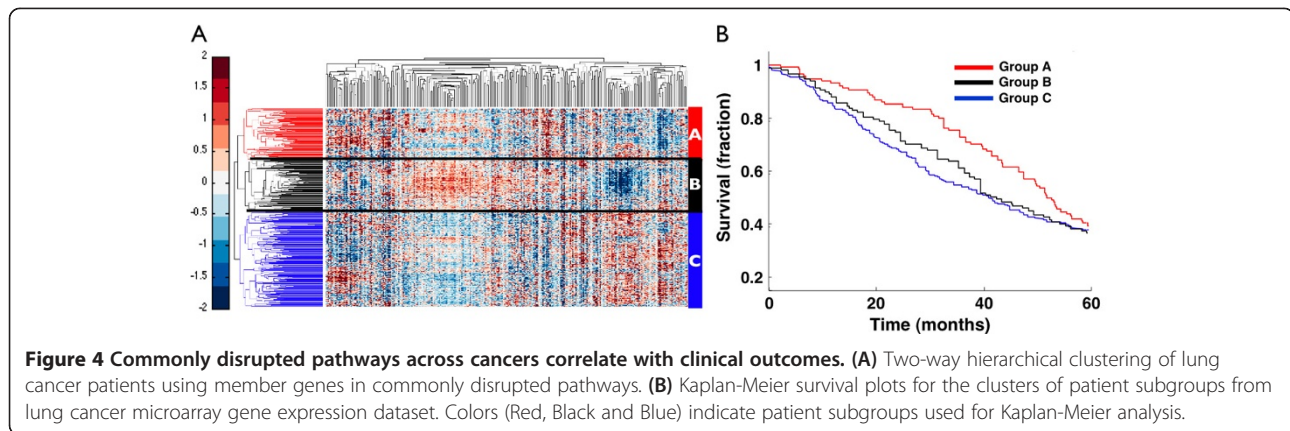 A
B
2
1.5
1
0.5
0
-0.5
-1
-1.5
-2
A
B
C
Group A
Group B
Group C
1
0.8
0.6
0.4
0.2
Survival (fraction)
0
20
40
60
Time (months)
Figure 4 Commonly disrupted pathways across cancers correlate with clinical outcomes. (A) Two-way hierarchical clustering of lung
cancer patients using member genes in commonly disrupted pathways. (B) Kaplan-Meier survival plots for the clusters of patient subgroups from
lung cancer microarray gene expression dataset. Colors (Red, Black and Blue) indicate patient subgroups used for Kaplan-Meier analysis.